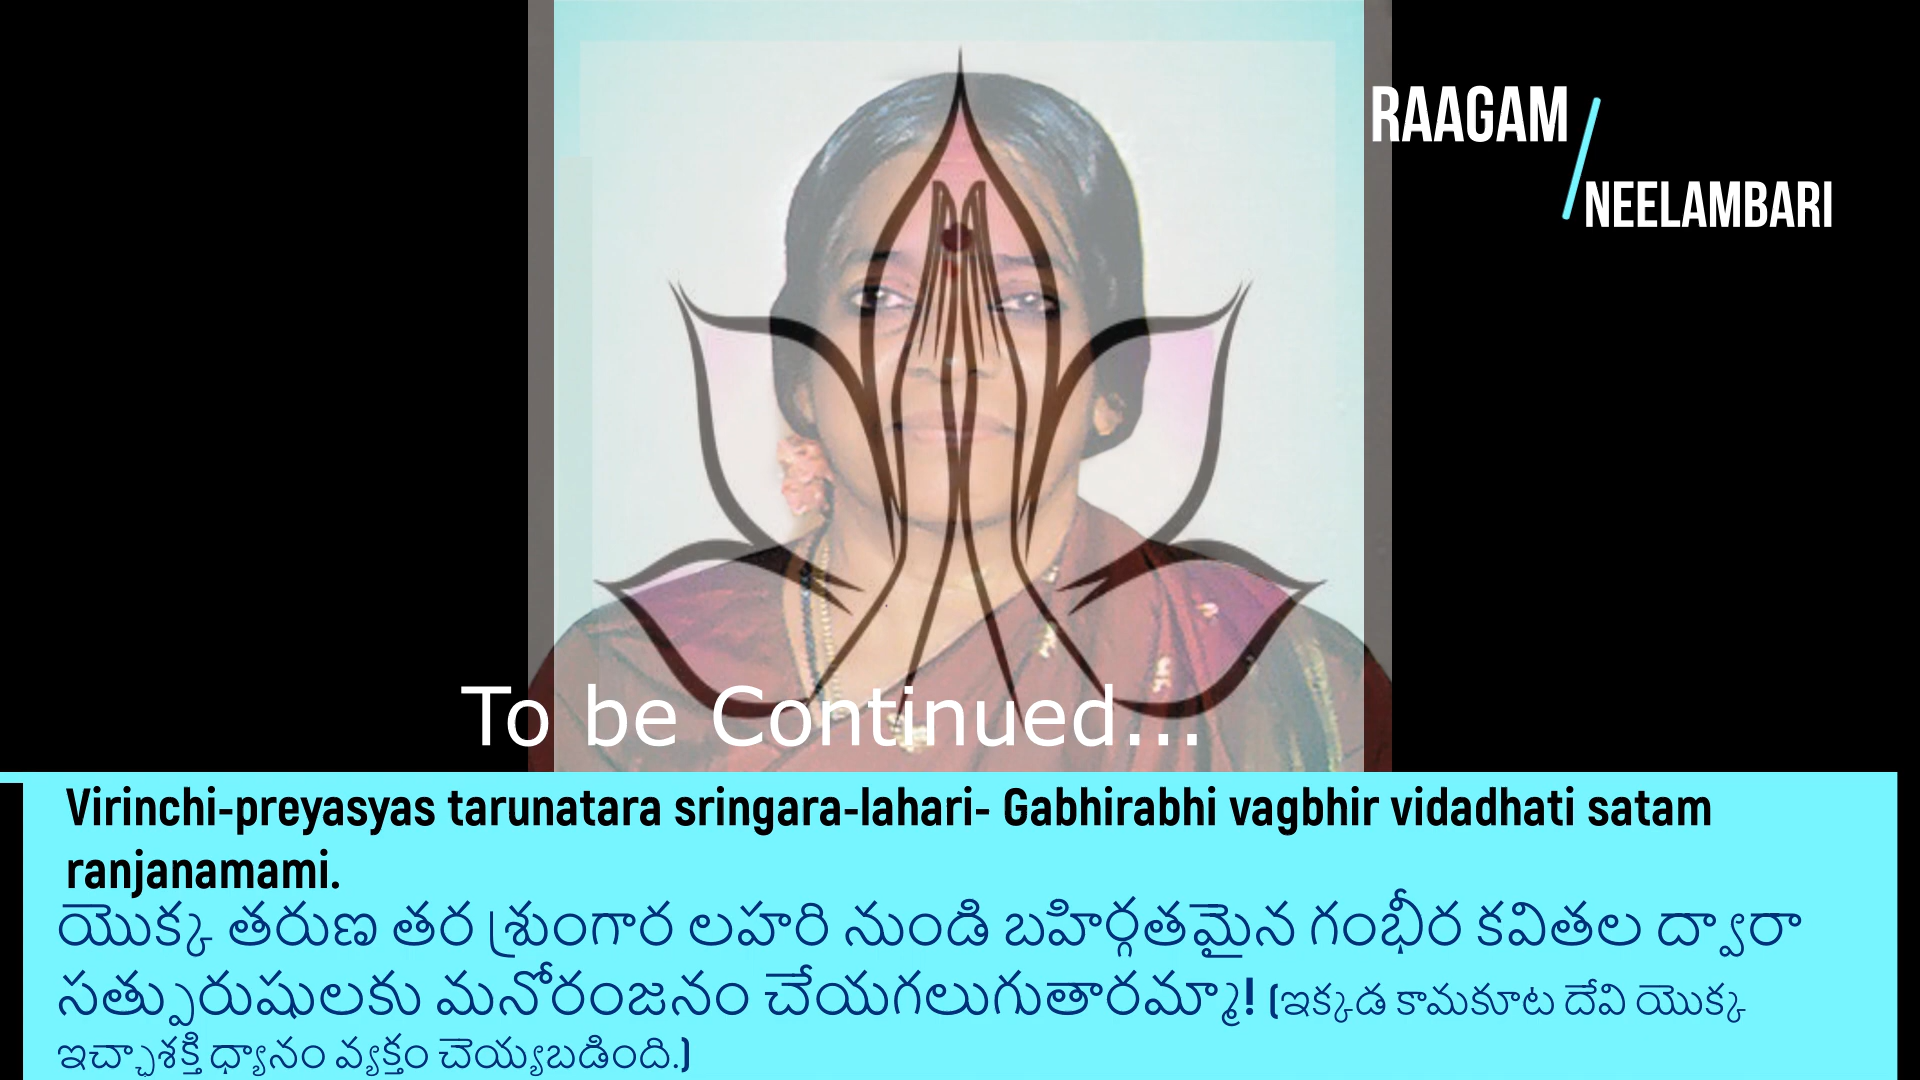 RAAGAM
NEELAMBARI
To be Continued...
Virinchi-preyasyas tarunatara sringara-lahari- Gabhirabhi vagbhir vidadhati satam
ranjanamami.
యొక్క తరుణ తర శ్రుంగార లహరి నుండి బహిర్గతమైన గంభీర కవితల ద్వారా
సత్పురుషులకు మనోరంజనం చేయగలుగుతారమ్మా! (ఇక్కడ కామకూట దేవి యొక్క
ఇచ్ఛాశక్తి ధ్యానం వ్యక్తం చెయ్యబడింది.)